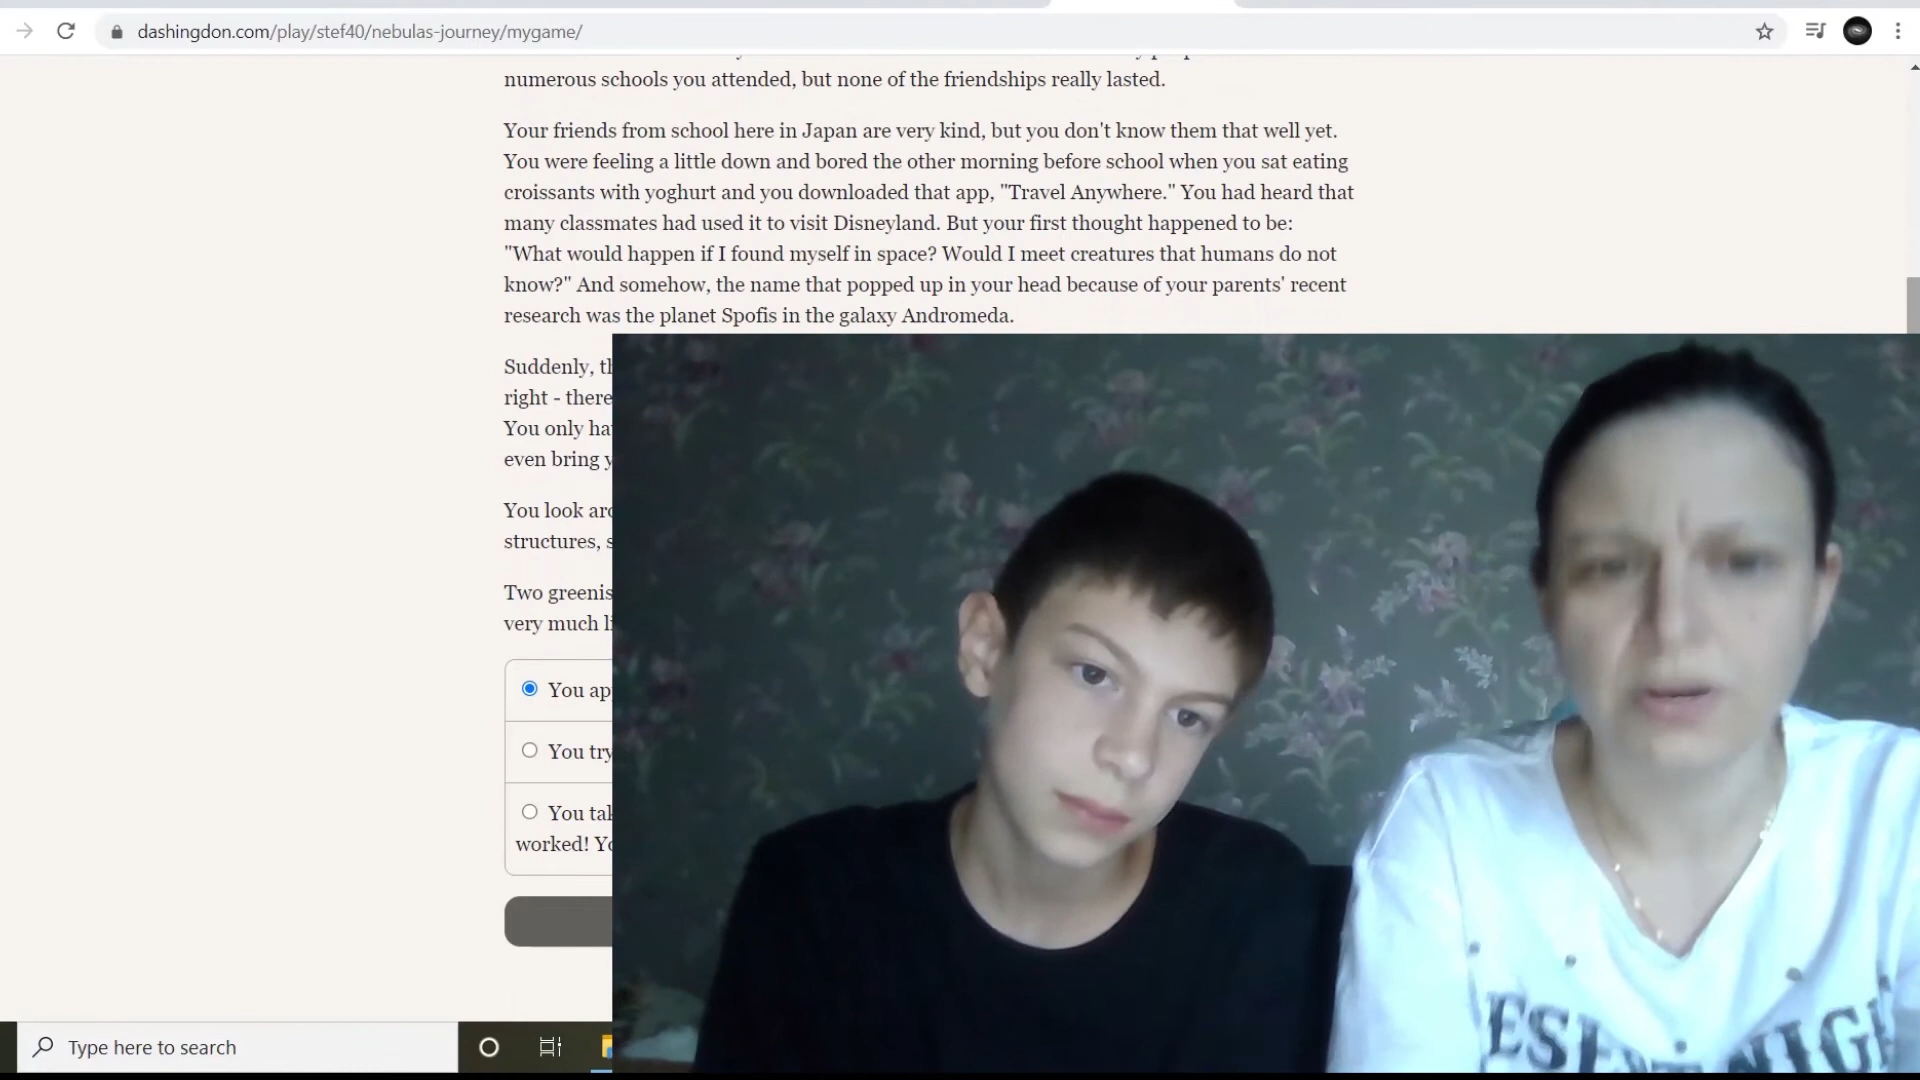 dashingdon.com/play/stef40/nebulas-journey/mygame/
numerous schools you attended, but none of the friendships really lasted.
Your friends from school here in Japan are very kind, but you don't know them that well yet.
You were feeling a little down and bored the other morning before school when you sat eating
croissants with yoghurt and you downloaded that app, "Travel Anywhere." You had heard that
many classmates had used it to visit Disneyland. But your first thought happened to be:
"What would happen if I found myself in space? Would I meet creatures that humans do not
know?" And somehow, the name that popped up in your head because of your parents' recent
research was the planet Spofis in the galaxy Andromeda.
Suddenly,
right - there
You only
even bring
You look
structures,
Two
very much
You
You try
You
worked!
Type here to search